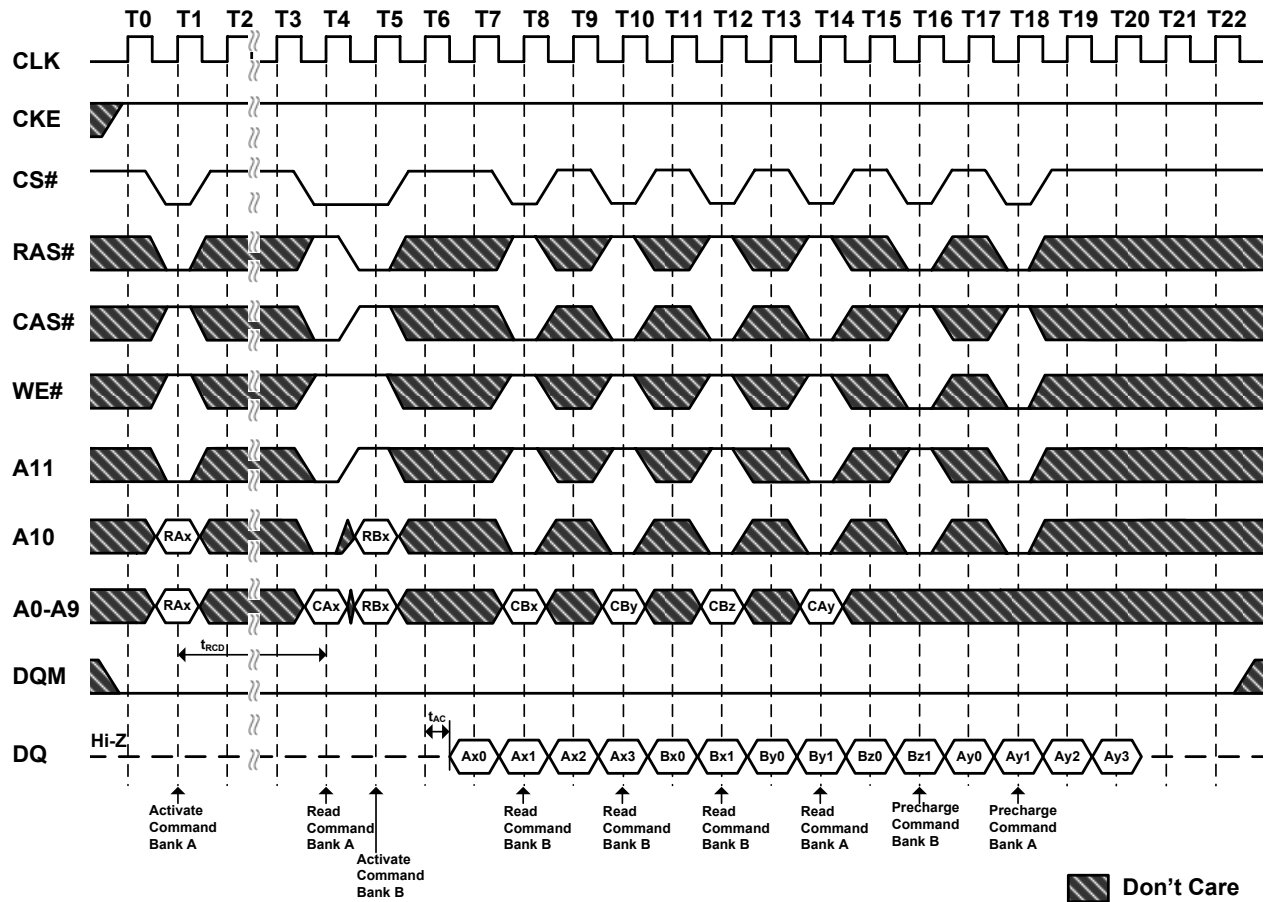 T0 T1 T2 T3 T4 T5 T6 T7 T8 T9 T10 T11 T12 T13 T14 T15 T16 T17 T18 T19 T20 T21 T22
CLK
CKE
CS#
RAS#
CAS#
WE#
A11
A10 RAx RBx
A0-A9 RAx CAx RBx CBx CBy CBz CAy
tRCD
DQM
tAC
Hi-Z
DQ Ax0 Ax1 Ax2 Ax3 Bx0 Bx1 By0 By1 Bz0 Bz1 Ay0 Ay1 Ay2 Ay3
Activate
Command
Bank A
Read
Command
Bank A
Activate
Command
Bank B
Read
Command
Bank B
Read
Command
Bank B
Read
Command
Bank B
Read
Command
Bank A
Precharge
Command
Bank B
Precharge
Command
Bank A
Don't Care